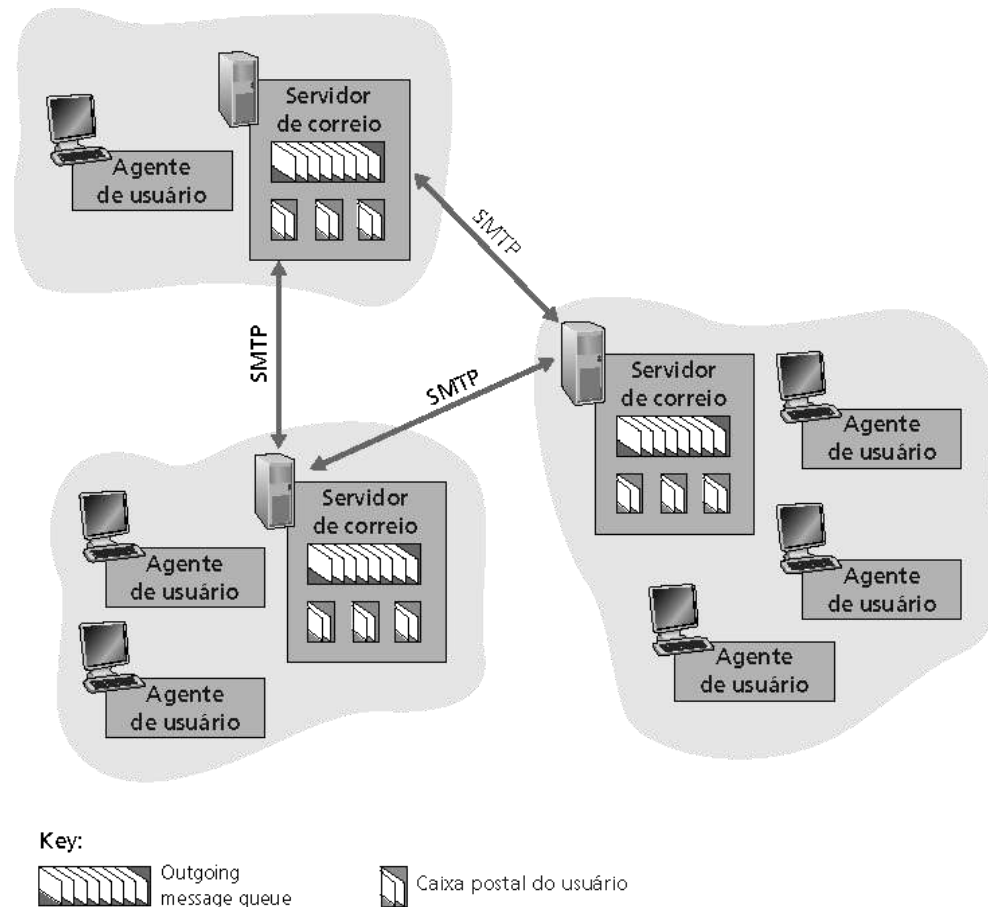 Servidor
de correio
Agente
de usuário
SMTP
SMTP
SMTP
Servidor
de correio
Agente
de usuário
Agente
de usuário
Agente
de usuário
Servidor
de correio
Agente
de usuário
Agente
de usuário
Key:
Outgoing
message queue
Caixa postal do usuário